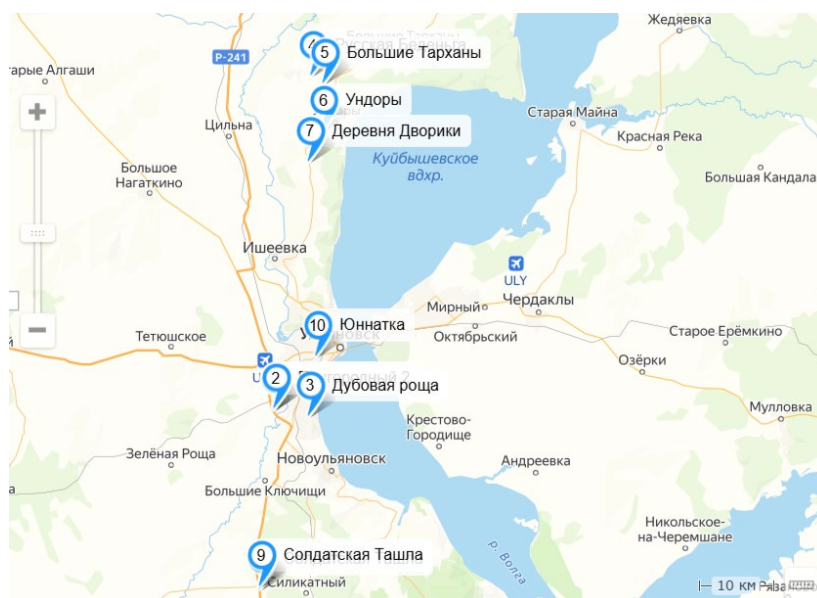 Жедяевка
4
5
Большие Тарханы
Р-241
6
Ундоры
Старая Майна
Цильна
7
Деревня Дворики
Красная Река
Куйбышевское
вдхр.
Большое
Нагаткино
Большая Кандала
Ишеевка
ULY
Мирный
Чердаклы
10
Юннатка
Тетюшское
Октябрьский
Старое Ерёмкино
Озёрки
2
3
Дубовая роща
Мулловка
Крестово-
Городище
Зелёная Роща
Новоульяновск
Андреевка
Большие Ключищи
Никольское-
на-Черемшане
р. Волга
9
Солдатская Ташла
Силикатный
10 км